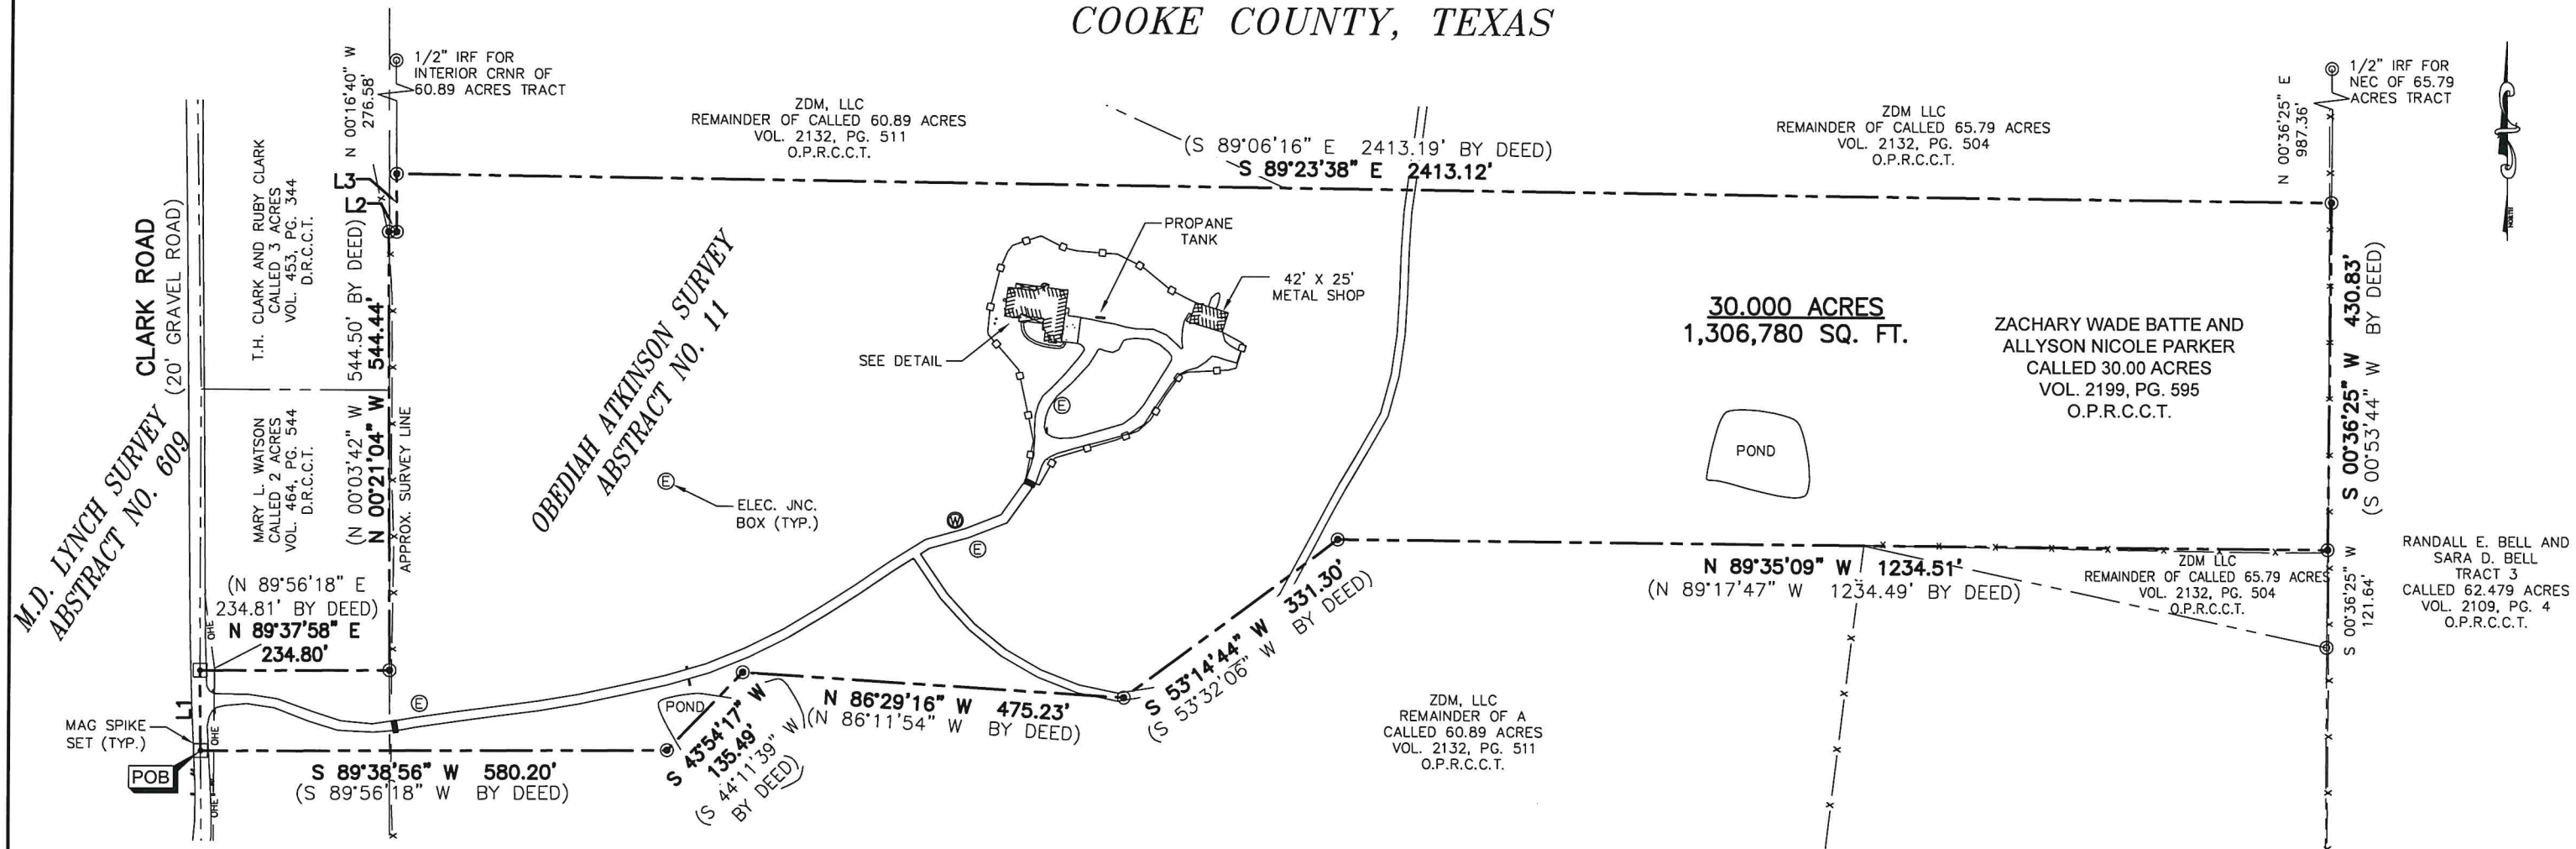 COOKE COUNTY, TEXAS
1/2" IRF FOR
INTERIOR CRNR OF
60.89 ACRES TRACT
N 00°16'40" W
276.58'
ZDM, LLC
REMAINDER OF CALLED 60.89 ACRES
VOL. 2132, PG. 511
O.P.R.C.C.T.
(S 89°06'16" E 2413.19' BY DEED)
S 89°23'38" E 2413.12'
ZDM LLC
REMAINDER OF CALLED 65.79 ACRES
VOL. 2132, PG. 504
O.P.R.C.C.T.
N 00°36'25" E
987.36'
1/2" IRF FOR
NEC OF 65.79
ACRES TRACT
NORTH
CLARK ROAD
(20' GRAVEL ROAD)
T.H. CLARK AND RUBY CLARK
CALLED 3 ACRES
VOL. 453, PG. 344
D.R.C.C.T.
L3
L2
(N 00°03'42" W 544.50' BY DEED)
N 00°21'04" W 544.44'
APPROX. SURVEY LINE
MARY L. WATSON
CALLED 2 ACRES
VOL. 464, PG. 544
D.R.C.C.T.
M.D. LYNCH SURVEY
ABSTRACT NO. 609
OBEDIAH ATKINSON SURVEY
ABSTRACT NO. 11
PROPANE
TANK
42' X 25'
METAL SHOP
SEE DETAIL
E
E
ELEC. JNC.
BOX (TYP.)
W
E
E
30.000 ACRES
1,306,780 SQ. FT.
ZACHARY WADE BATTE AND
ALLYSON NICOLE PARKER
CALLED 30.00 ACRES
VOL. 2199, PG. 595
O.P.R.C.C.T.
POND
S 00°36'25" W 430.83'
(S 00°53'44" W BY DEED)
N 89°35'09" W 1234.51'
(N 89°17'47" W 1234.49' BY DEED)
ZDM LLC
REMAINDER OF CALLED 65.79 ACRES
VOL. 2132, PG. 504
O.P.R.C.C.T.
S 00°36'25" W
121.64'
RANDALL E. BELL AND
SARA D. BELL
TRACT 3
CALLED 62.479 ACRES
VOL. 2109, PG. 4
O.P.R.C.C.T.
(N 89°56'18" E
234.81' BY DEED)
N 89°37'58" E
234.80'
OHE
OHE
OHE
L1
MAG SPIKE
SET (TYP.)
POB
S 89°38'56" W 580.20'
(S 89°56'18" W BY DEED)
POND
S 43°54'17" W
135.49'
(S 44°11'39" W
BY DEED)
N 86°29'16" W 475.23'
(N 86°11'54" W BY DEED)
S 53°14'44" W 331.30'
(S 53°32'06" W BY DEED)
ZDM, LLC
REMAINDER OF A
CALLED 60.89 ACRES
VOL. 2132, PG. 511
O.P.R.C.C.T.